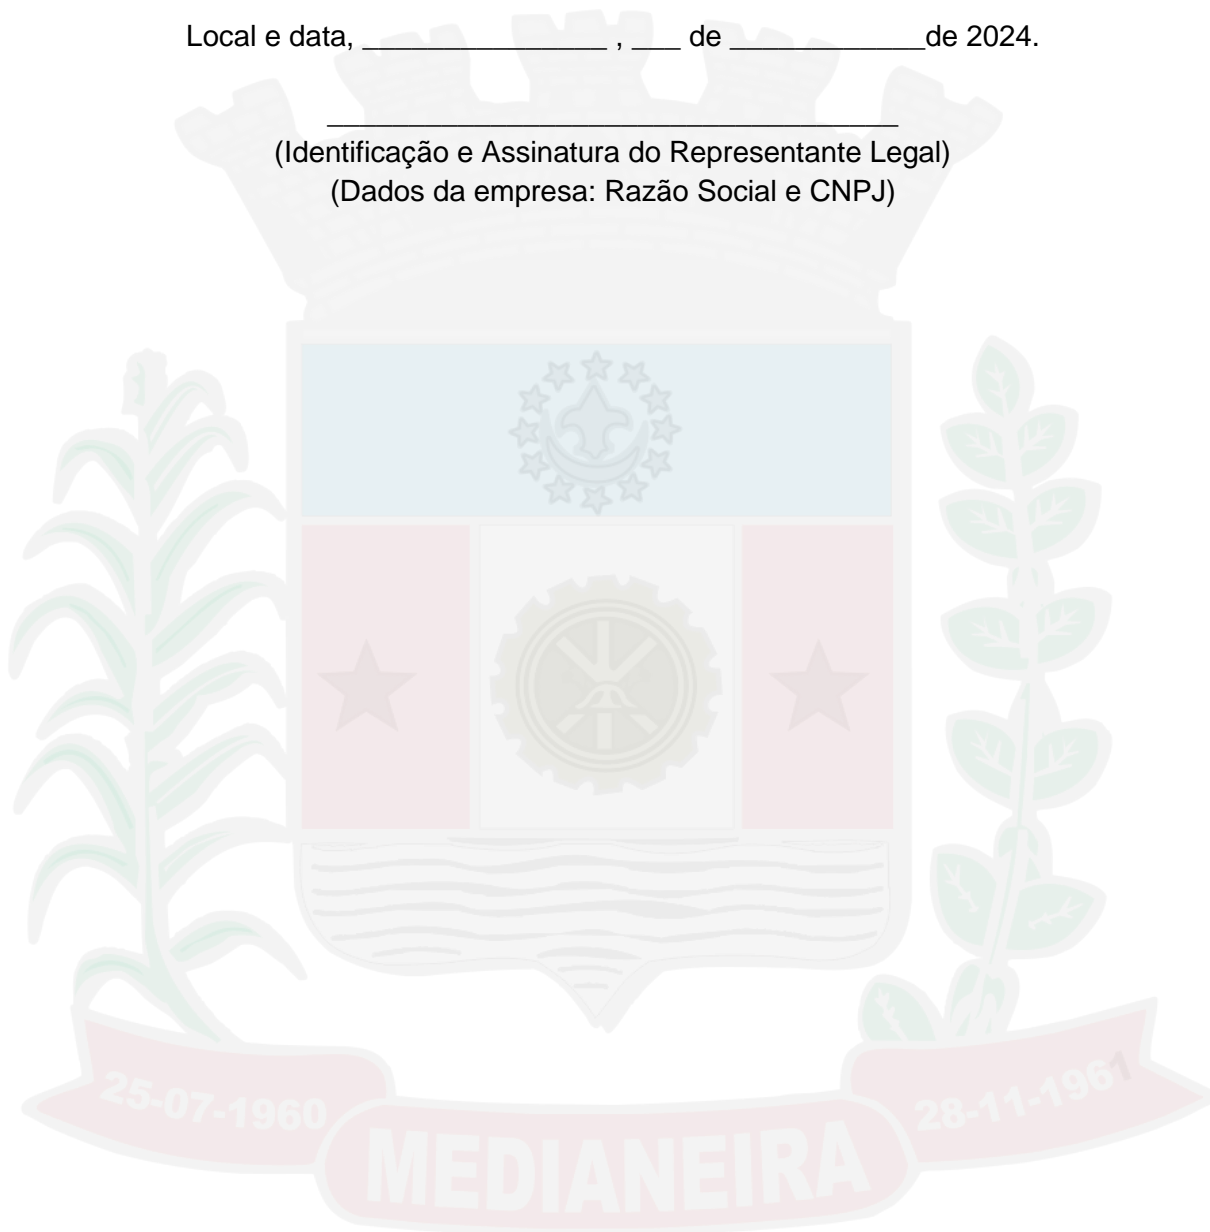 Local e data, _______________ , ___ de ____________de 2024.
___________________________________
(Identificação e Assinatura do Representante Legal)
(Dados da empresa: Razão Social e CNPJ)
25-07-1960
28-11-1961
MEDIANEIRA